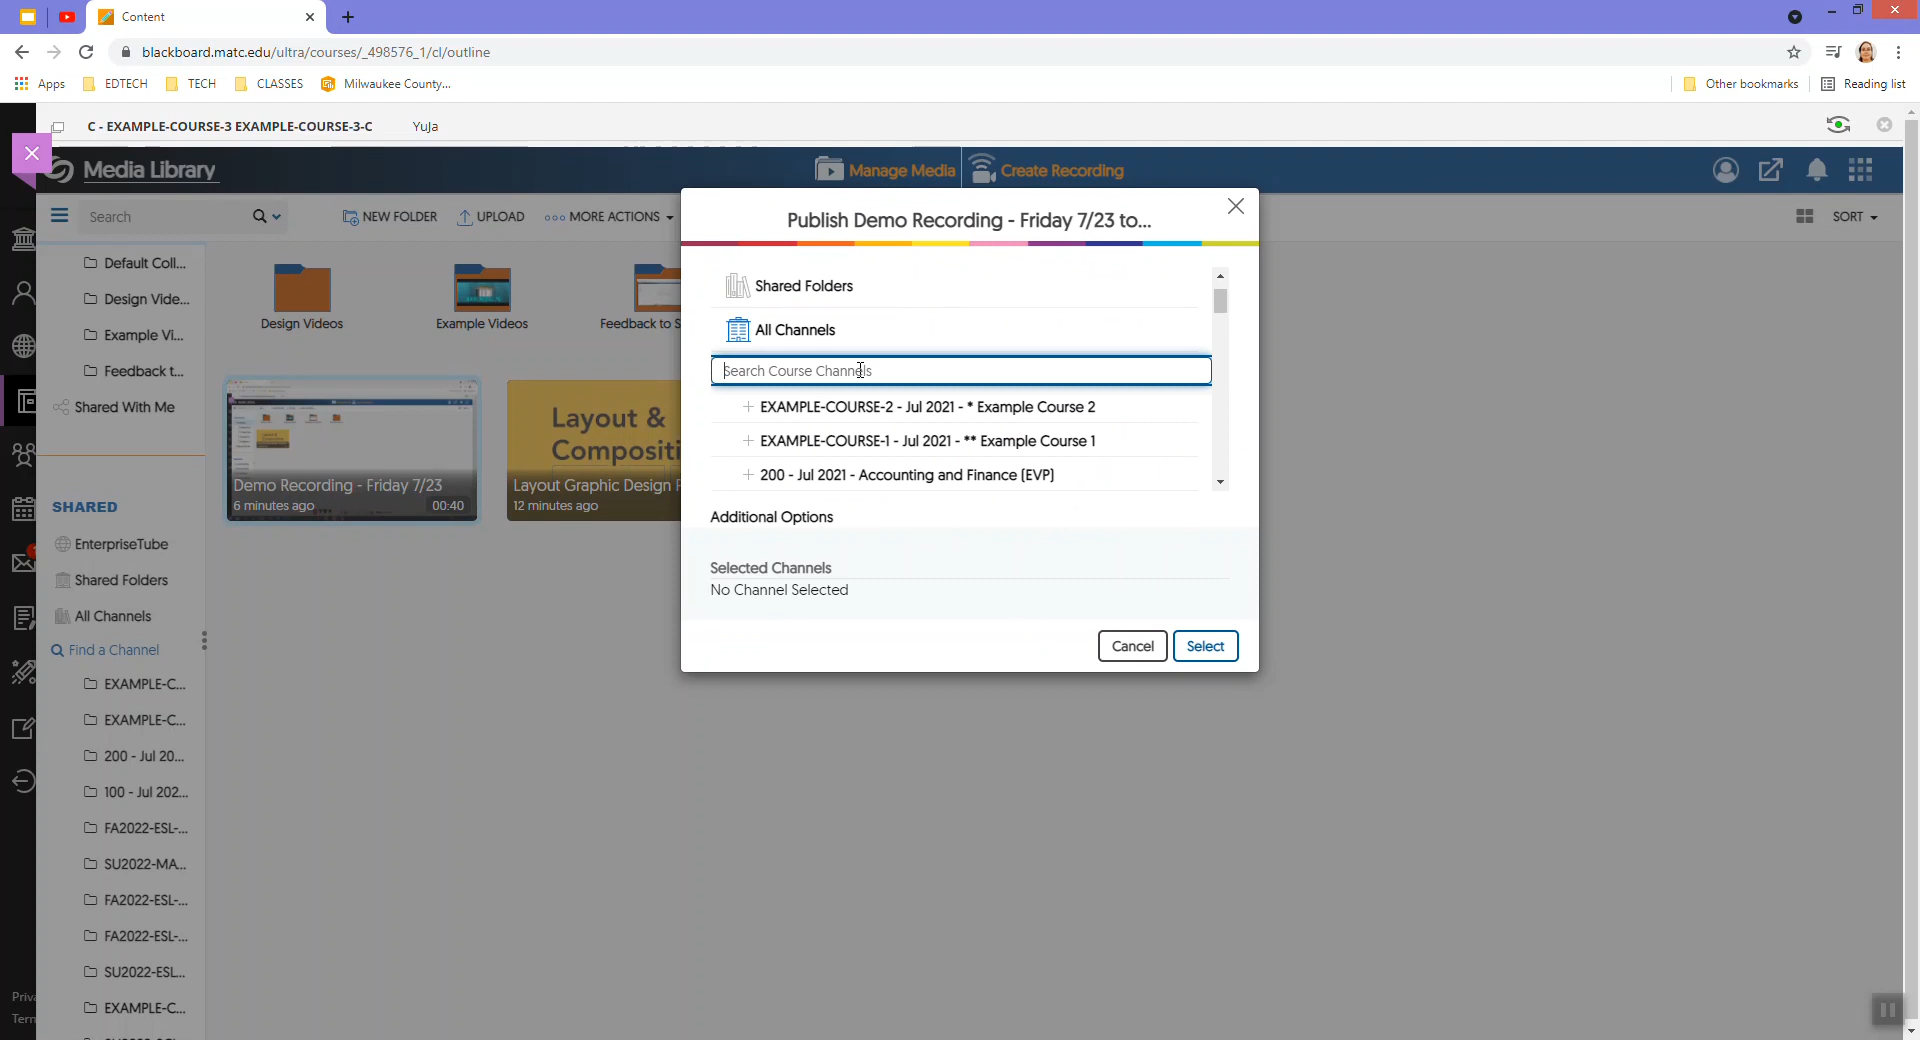 Content
blackboard.matc.edu/ultra/courses/_498576_1/cl/outline
Apps
EDTECH
TECH
CLASSES
Milwaukee County...
Other bookmarks
Reading list
C - EXAMPLE-COURSE-3 EXAMPLE-COURSE-3-C
YuJa
Media Library
Manage Media
Create Recording
Search
NEW FOLDER
UPLOAD
MORE ACTIONS
SORT
Default Coll...
Design Vide...
Example Vi...
Feedback t...
Shared With Me
SHARED
EnterpriseTube
Shared Folders
All Channels
Find a Channel
EXAMPLE-C...
EXAMPLE-C...
200 - Jul 20...
100 - Jul 202...
FA2022-ESL-...
SU2022-MA...
FA2022-ESL-...
FA2022-ESL-...
SU2022-ESL...
EXAMPLE-C...
Priva
Tern
Design Videos
Example Videos
Feedback to S
Demo Recording - Friday 7/23
6 minutes ago
00:40
Layout &
Compositi
Layout Graphic Design F
12 minutes ago
Publish Demo Recording - Friday 7/23 to...
Shared Folders
All Channels
Search Course Channels
EXAMPLE-COURSE-2 - Jul 2021 - * Example Course 2
EXAMPLE-COURSE-1 - Jul 2021 - ** Example Course 1
200 - Jul 2021 - Accounting and Finance (EVP)
Additional Options
Selected Channels
No Channel Selected
Cancel
Select